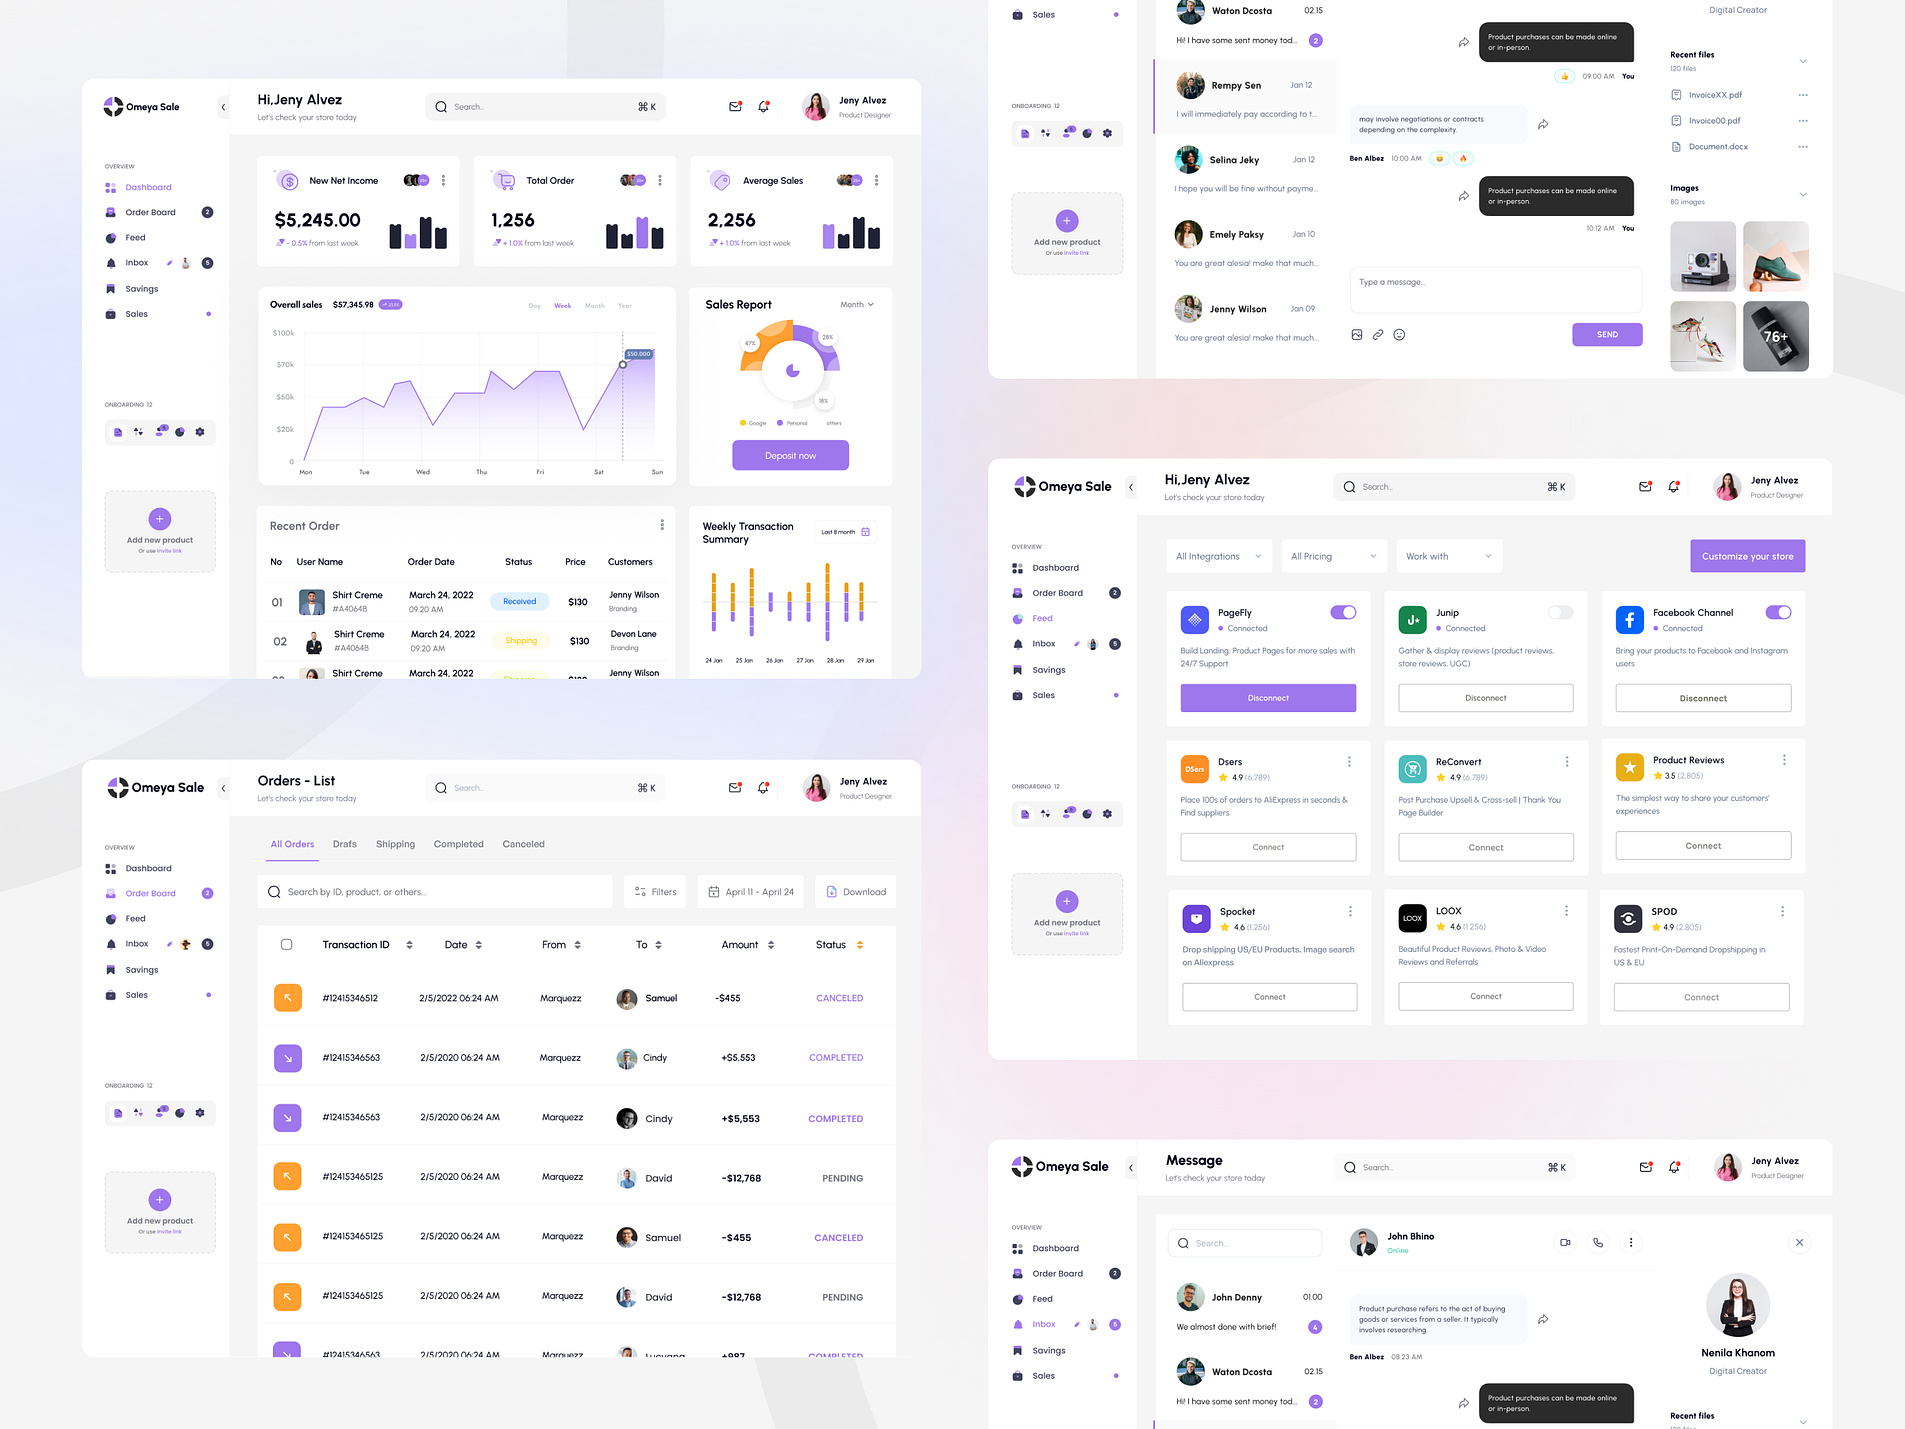 Omeya Sale
Hi,Jeny Alvez
Let's check your store today
Search..
⌘ K
Jeny Alvez
Product Designer
OVERVIEW
Dashboard
Order Board
2
Feed
Inbox
5
Savings
Sales
ONBOARDING 12
Add new product
Or use invite link
New Net Income
$5,245.00
- 0.5% from last week
Total Order
1,256
+ 1.0% from last week
Average Sales
2,256
+ 1.0% from last week
Overall sales
$57,345.98
Day
Week
Month
Year
$100k
$70k
$50k
$20k
0
$50.000
Mon
Tue
Wed
Thu
Fri
Sat
Sun
Sales Report
Month
47%
28%
18%
Google
Personal
others
Deposit now
Recent Order
No
User Name
Order Date
Status
Price
Customers
01
Shirt Creme
#A4064B
March 24, 2022
09.20 AM
Received
$130
Jenny Wilson
Branding
02
Shirt Creme
#A4064B
March 24, 2022
09.20 AM
Shipping
$130
Devon Lane
Branding
Shirt Creme
March 24, 2022
Jenny Wilson
Weekly Transaction
Summary
Last 8 month
24 Jan
25 Jan
26 Jan
27 Jan
28 Jan
29 Jan
Omeya Sale
Orders - List
Let's check your store today
Search..
⌘ K
Jeny Alvez
Product Designer
OVERVIEW
Dashboard
Order Board
2
Feed
Inbox
5
Savings
Sales
ONBOARDING 12
Add new product
Or use invite link
All Orders
Drafs
Shipping
Completed
Canceled
Search by ID, product, or others...
Filters
April 11 - April 24
Download
Transaction ID
Date
From
To
Amount
Status
#12415346512
2/5/2022 06:24 AM
Marquezz
Samuel
-$455
CANCELED
#12415346563
2/5/2020 06:24 AM
Marquezz
Cindy
+$5,553
COMPLETED
#12415346563
2/5/2020 06:24 AM
Marquezz
Cindy
+$5,553
COMPLETED
#124153465125
2/5/2020 06:24 AM
Marquezz
David
-$12,768
PENDING
#124153465125
2/5/2020 06:24 AM
Marquezz
Samuel
-$455
CANCELED
#124153465125
2/5/2020 06:24 AM
Marquezz
David
-$12,768
PENDING
#12415346563
2/5/2020 06:24 AM
Marquezz
COMPLETED
Sales
ONBOARDING 12
Add new product
Or use invite link
Waton Dcosta
02.15
Hi! I have some sent money tod...
2
Rempy Sen
Jan 12
I will immediately pay according to t...
Selina Jeky
Jan 12
I hope you will be fine without payme...
Emely Paksy
Jan 10
You are great alesia! make that much...
Jenny Wilson
Jan 09
You are great alesia! make that much...
Product purchases can be made online
or in-person.
09:00 AM
You
may involve negotiations or contracts
depending on the complexity.
Ben Albez
10:00 AM
Product purchases can be made online
or in-person.
10:12 AM
You
Type a message...
SEND
Digital Creator
Recent files
120 files
InvoiceXX.pdf
Invoice00.pdf
Document.docx
Images
80 images
76+
Omeya Sale
Hi,Jeny Alvez
Let's check your store today
Search..
⌘ K
Jeny Alvez
Product Designer
OVERVIEW
Dashboard
Order Board
2
Feed
Inbox
5
Savings
Sales
ONBOARDING 12
Add new product
Or use invite link
All Integrations
All Pricing
Work with
Customize your store
PageFly
Connected
Build Landing, Product Pages for more sales with
24/7 Support
Disconnect
Junip
Connected
Gather & display reviews (product reviews,
store reviews, UGC)
Disconnect
Facebook Channel
Connected
Bring your products to Facebook and Instagram
users
Disconnect
DSers
Dsers
4.9 (6,789)
Place 100s of orders to AliExpress in seconds &
Find suppliers
Connect
ReConvert
4.9 (6,789)
Post Purchase Upsell & Cross-sell | Thank You
Page Builder
Connect
Product Reviews
3.5 (2,805)
The simplest way to share your customers'
experiences
Connect
Spocket
4.6 (1,256)
Drop shipping US/EU Products, Image search
on Aliexpress
Connect
LOOX
LOOX
4.6 (1,256)
Beautiful Product Reviews, Photo & Video
Reviews and Referrals
Connect
SPOD
4.9 (2,805)
Fastest Print-On-Demand Dropshipping in
US & EU
Connect
Omeya Sale
Message
Let's check your store today
Search..
⌘ K
Jeny Alvez
Product Designer
OVERVIEW
Dashboard
Order Board
2
Feed
Inbox
5
Savings
Sales
Search...
John Denny
01.00
We almost done with brief!
4
Waton Dcosta
02.15
Hi! I have some sent money tod...
2
John Bhino
Online
Product purchase refers to the act of buying
goods or services from a seller. It typically
involves researching.
Ben Albez
08:23 AM
Product purchases can be made online
or in-person.
Nenila Khanom
Digital Creator
Recent files